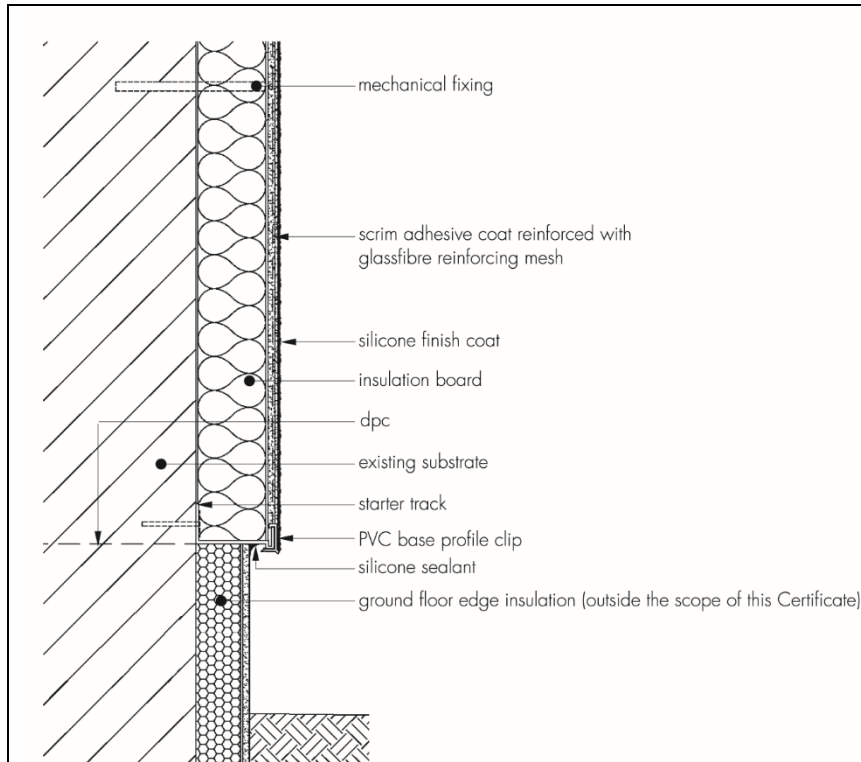 mechanical fixing
scrim adhesive coat reinforced with
glassfibre reinforcing mesh
silicone finish coat
insulation board
dpc
existing substrate
starter track
PVC base profile clip
silicone sealant
ground floor edge insulation (outside the scope of this Certificate)